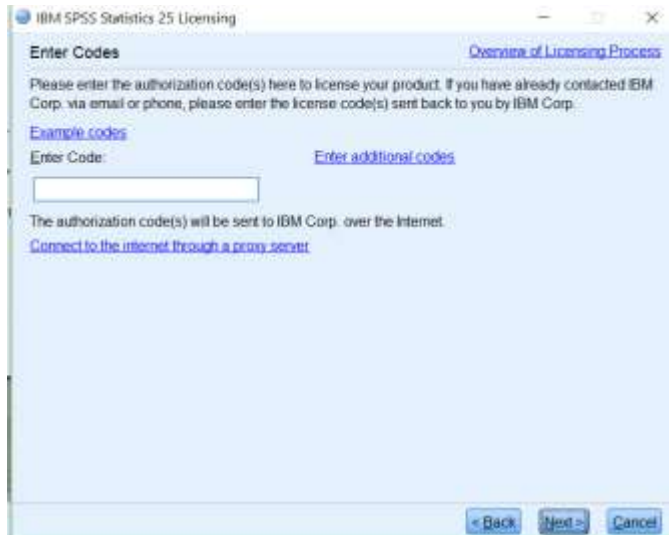 IBM SPSS Statistics 25 Licensing
Enter Codes
Overview of Licensing Process
Please enter the authorization code(s) here to license your product. If you have already contacted IBM
Corp. via email or phone, please enter the license code(s) sent back to you by IBM Corp.
Example codes
Enter Code:
Enter additional codes
The authorization code(s) will be sent to IBM Corp. over the Internet.
Connect to the internet through a proxy server
< Back
Next >
Cancel